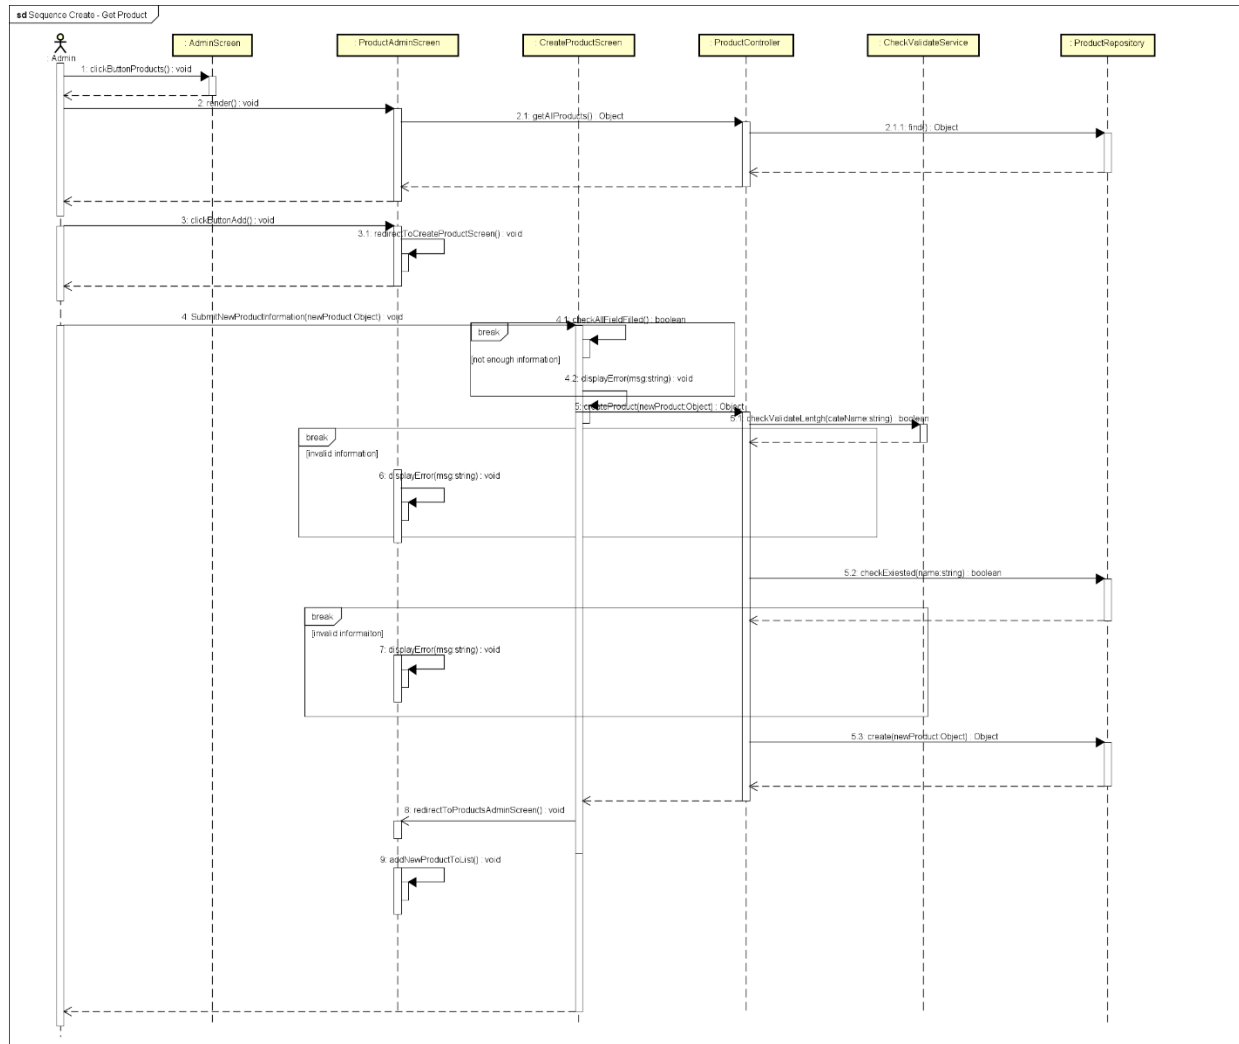 sd Sequence Create - Get Product
: Admin
: AdminScreen
: ProductAdminScreen
: CreateProductScreen
: ProductController
: CheckValidateService
: ProductRepository
1: clickButtonProducts() : void
2: render() : void
2.1: getAllProducts() : Object
2.1.1: find() : Object
3: clickButtonAdd() : void
3.1: redirectToCreateProductScreen() : void
4: SubmitNewProductInformation(newProduct:Object) : void
4.1: checkAllFieldFilled() : boolean
break
[not enough information]
4.2: displayError(msg:string) : void
5: createProduct(newProduct:Object) : Object
5.1: checkValidateLentgh(cateName:string) : boolean
break
[invalid information]
6: displayError(msg:string) : void
5.2: checkExiested(name:string) : boolean
break
[invalid informaiton]
7: displayError(msg:string) : void
5.3: create(newProduct:Object) : Object
8: redirectToProductsAdminScreen() : void
9: addNewProductToList() : void